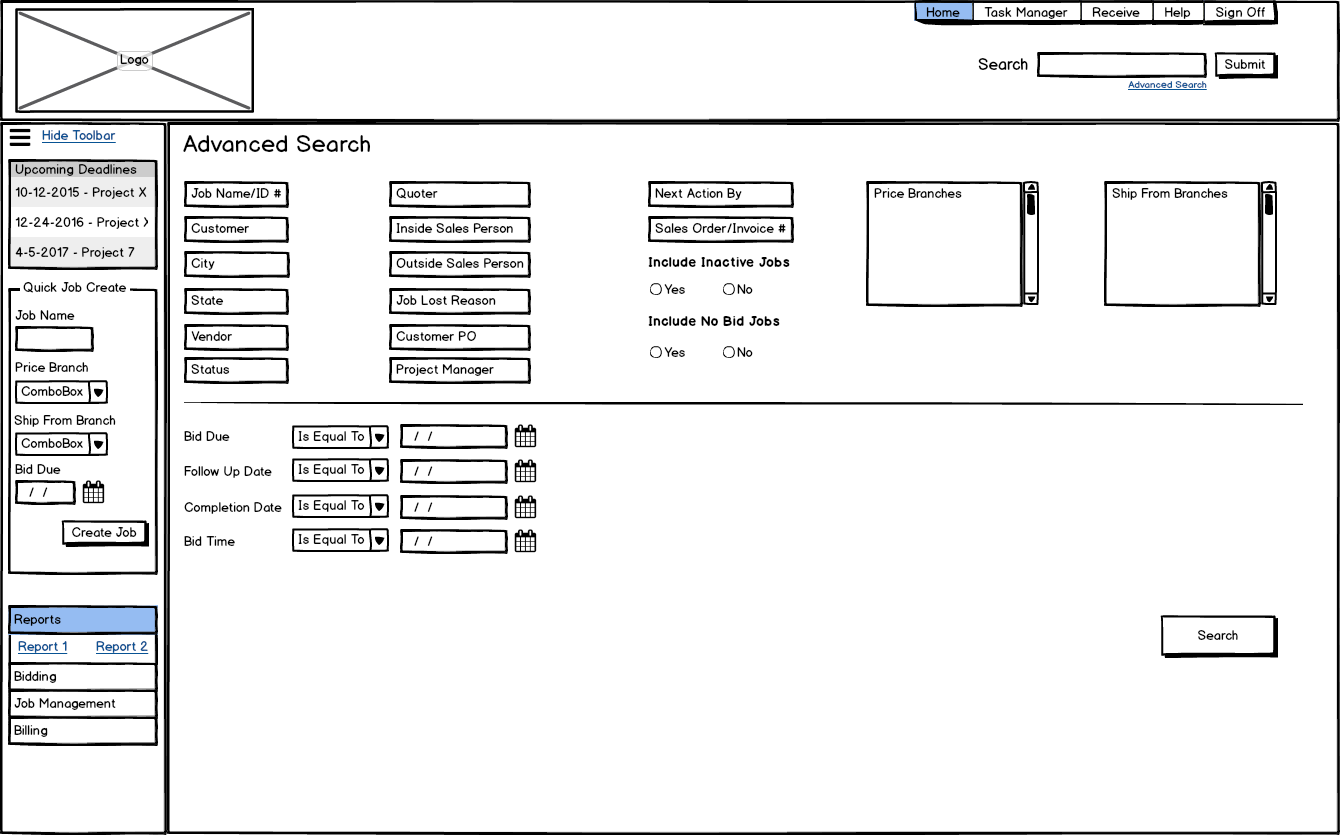 Home Task Manager Receive Help Sign Off
Logo
Search Submit
Advanced Search
Hide Toolbar
Upcoming Deadlines
10-12-2015 - Project X
12-24-2016 - Project
4-5-2017 - Project 7
Quick Job Create
Job Name
Price Branch
ComboBox
Ship From Branch
ComboBox
Bid Due
/ /
Create Job
Reports
Report 1 Report 2
Bidding
Job Management
Billing
Advanced Search
Job Name/ID #
Customer
City
State
Vendor
Status
Quoter
Inside Sales Person
Outside Sales Person
Job Lost Reason
Customer PO
Project Manager
Next Action By
Sales Order/Invoice #
Include Inactive Jobs
Yes No
Include No Bid Jobs
Yes No
Price Branches
Ship From Branches
Bid Due Is Equal To / /
Follow Up Date Is Equal To / /
Completion Date Is Equal To / /
Bid Time Is Equal To / /
Search